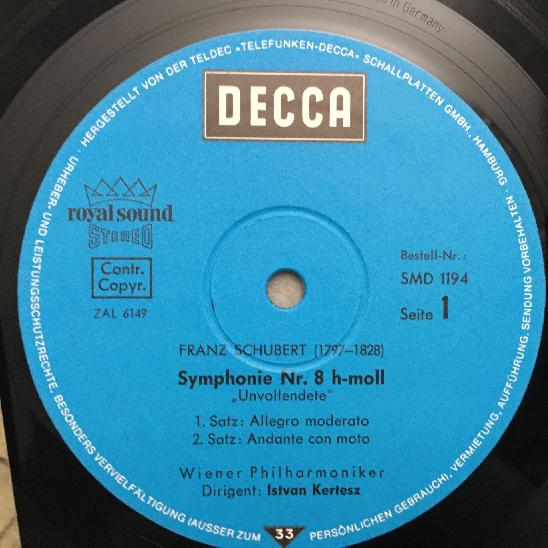 in Germany
URHEBER- UND LEISTUNGSSCHUTZRECHTE, BESONDERS VERVIELFÄLTIGUNG (AUSSER ZUM PERSÖNLICHEN GEBRAUCH), VERMIETUNG, AUFFÜHRUNG, SENDUNG VORBEHALTEN · HERGESTELLT VON DER TELDEC »TELEFUNKEN-DECCA« SCHALLPLATTEN GMBH., HAMBURG ·
DECCA
royal sound
STEREO
Contr.
Copyr.
ZAL 6149
Bestell-Nr.:
SMD 1194
Seite 1
FRANZ SCHUBERT (1797–1828)
Symphonie Nr. 8 h-moll
„Unvollendete“
1. Satz: Allegro moderato
2. Satz: Andante con moto
Wiener Philharmoniker
Dirigent: Istvan Kertesz
33